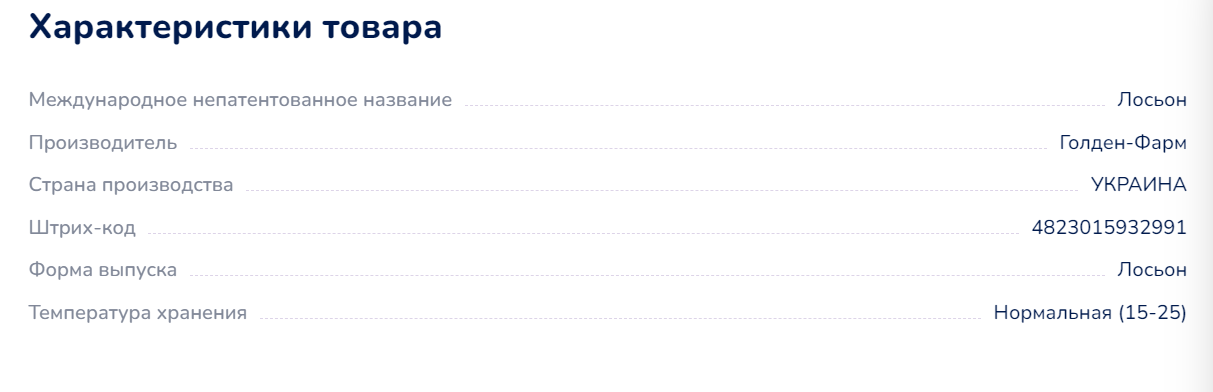 Характеристики товара
Международное непатентованное название Лосьон
Производитель Голден-Фарм
Страна производства УКРАИНА
Штрих-код 4823015932991
Форма выпуска Лосьон
Температура хранения Нормальная (15-25)